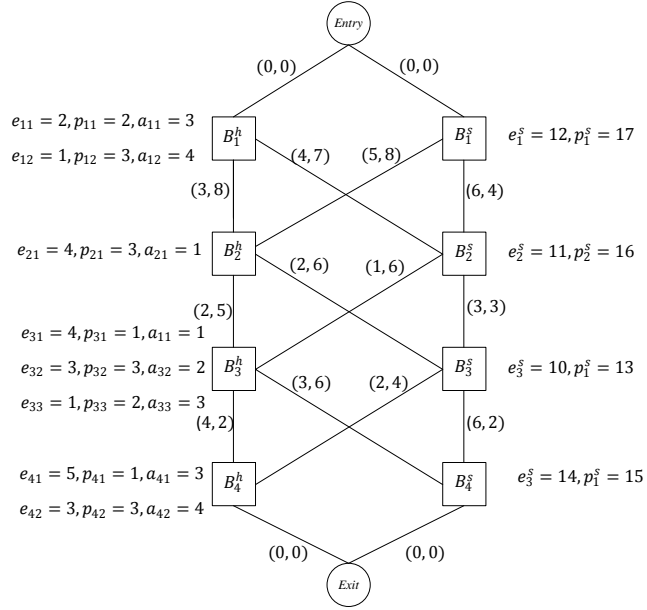 Entry
(0, 0) (0, 0)
e₁₁ = 2, p₁₁ = 2, a₁₁ = 3
e₁₂ = 1, p₁₂ = 3, a₁₂ = 4
B₁ʰ
B₁ˢ
e₁ˢ = 12, p₁ˢ = 17
(4, 7) (5, 8)
(3, 8) (6, 4)
e₂₁ = 4, p₂₁ = 3, a₂₁ = 1
B₂ʰ
B₂ˢ
e₂ˢ = 11, p₂ˢ = 16
(2, 6) (1, 6)
(2, 5) (3, 3)
e₃₁ = 4, p₃₁ = 1, a₁₁ = 1
e₃₂ = 3, p₃₂ = 3, a₃₂ = 2
e₃₃ = 1, p₃₃ = 2, a₃₃ = 3
B₃ʰ
B₃ˢ
e₃ˢ = 10, p₁ˢ = 13
(3, 6) (2, 4)
(4, 2) (6, 2)
e₄₁ = 5, p₄₁ = 1, a₄₁ = 3
e₄₂ = 3, p₄₂ = 3, a₄₂ = 4
B₄ʰ
B₄ˢ
e₃ˢ = 14, p₁ˢ = 15
(0, 0) (0, 0)
Exit